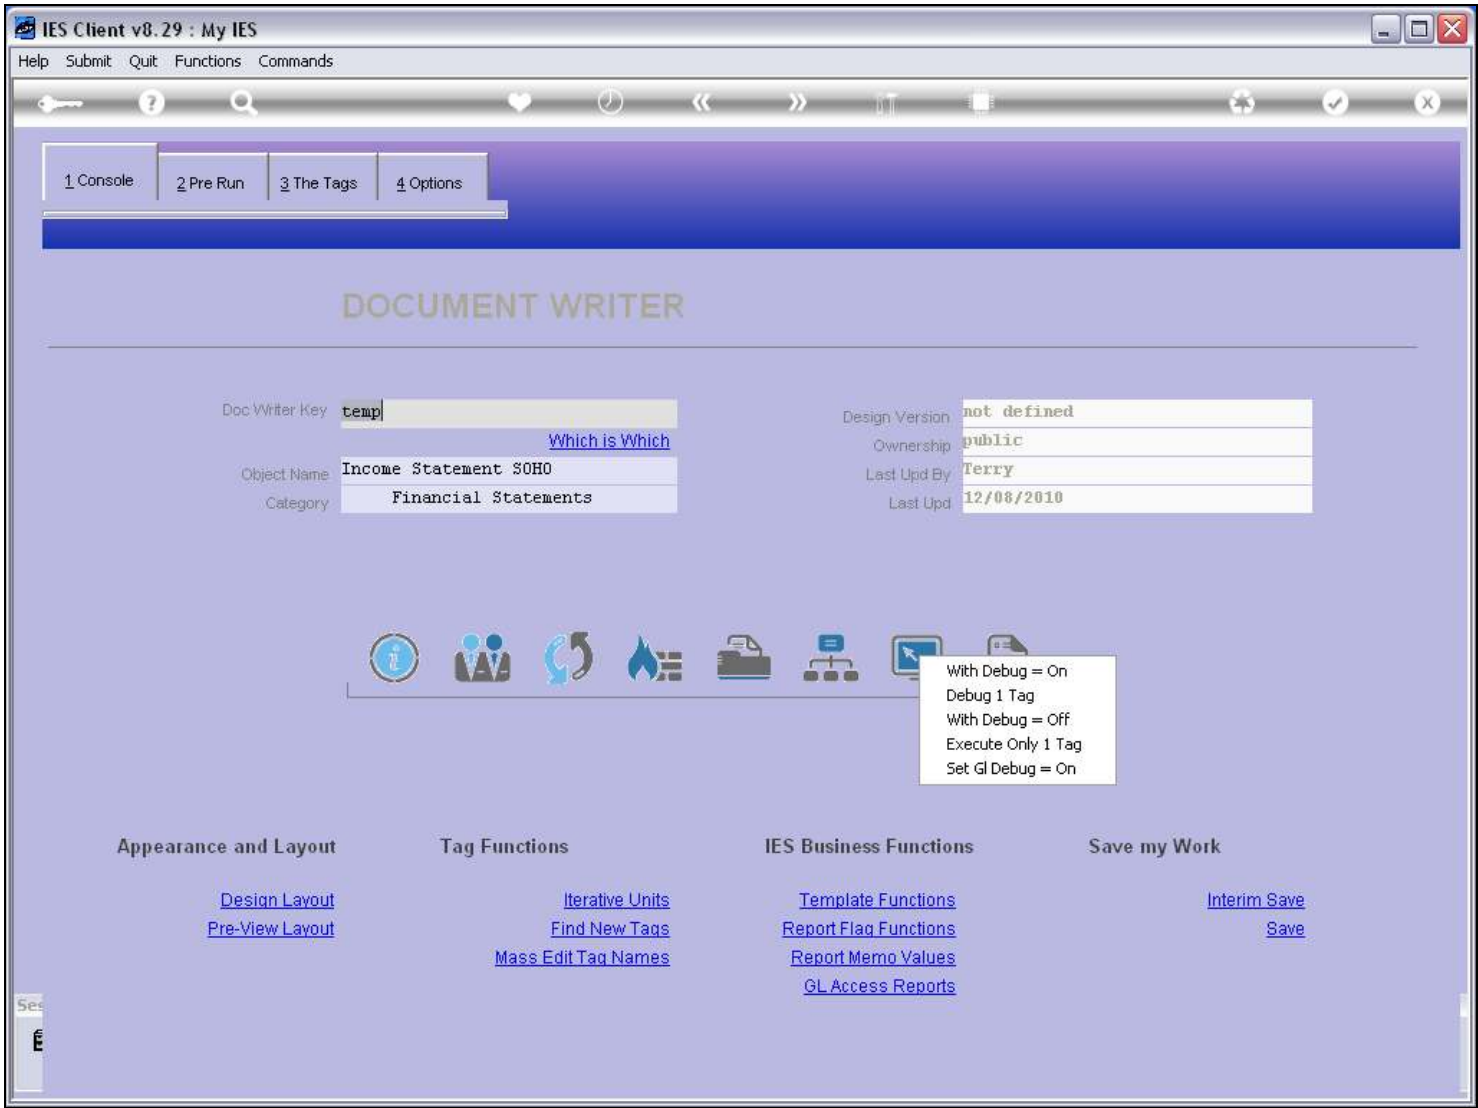 IES Client v8.29 : My IES
Help Submit Quit Functions Commands
1 Console 2 Pre Run 3 The Tags 4 Options
DOCUMENT WRITER
Doc Writer Key temp
Which is Which
Object Name Income Statement SOHO
Category Financial Statements
Design Version not defined
Ownership public
Last Upd By Terry
Last Upd 12/08/2010
With Debug = On
Debug 1 Tag
With Debug = Off
Execute Only 1 Tag
Set Gl Debug = On
Appearance and Layout
Design Layout
Pre-View Layout
Tag Functions
Iterative Units
Find New Tags
Mass Edit Tag Names
IES Business Functions
Template Functions
Report Flag Functions
Report Memo Values
GL Access Reports
Save my Work
Interim Save
Save